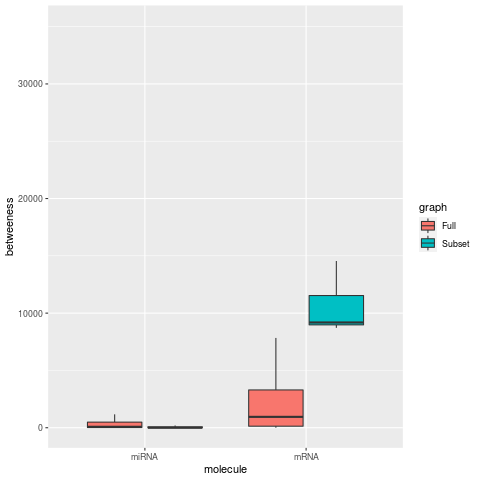 30000
20000
10000
0
betweeness
miRNA
mRNA
molecule
graph
Full
Subset